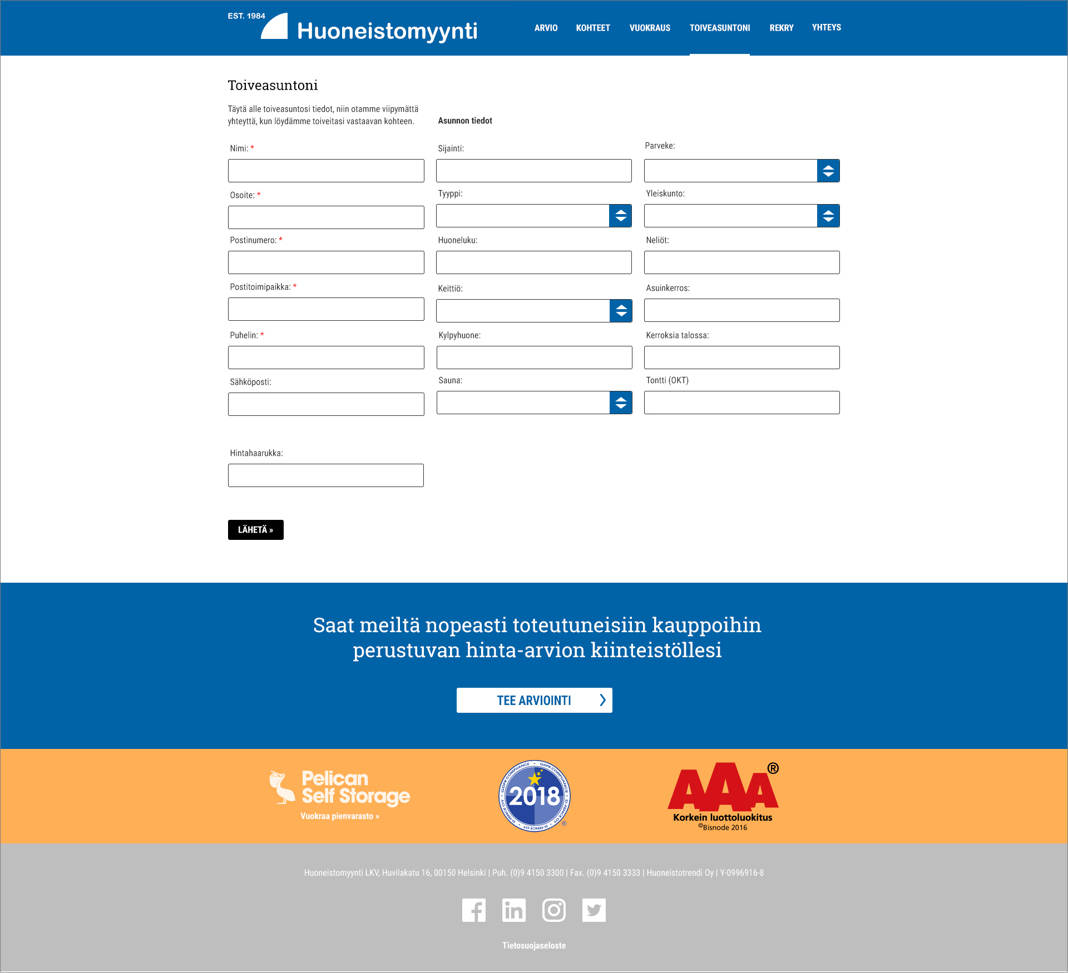 EST. 1984
Huoneistomyynti
ARVIO KOHTEET VUOKRAUS TOIVEASUNTONI REKRY YHTEYS
Toiveasuntoni
Täytä alle toiveasuntosi tiedot, niin otamme viipymättä
yhteyttä, kun löydämme toiveitasi vastaavan kohteen.
Asunnon tiedot
Nimi: *
Sijainti:
Parveke:
Osoite: *
Tyyppi:
Yleiskunto:
Postinumero: *
Huoneluku:
Neliöt:
Postitoimipaikka: *
Keittiö:
Asuinkerros:
Puhelin: *
Kylpyhuone:
Kerroksia talossa:
Sähköposti:
Sauna:
Tontti (OKT)
Hintahaarukka:
LÄHETÄ »
Saat meiltä nopeasti toteutuneisiin kauppoihin
perustuvan hinta-arvion kiinteistöllesi
TEE ARVIOINTI
Pelican
Self Storage
Vuokraa pienvarasto »
2018
AAA®
Korkein luottoluokitus
©Bisnode 2016
Huoneistomyynti LKV, Huvilakatu 16, 00150 Helsinki | Puh. (0)9 4150 3300 | Fax. (0)9 4150 3333 | Huoneistotrendi Oy | Y-0996916-8
Tietosuojaseloste